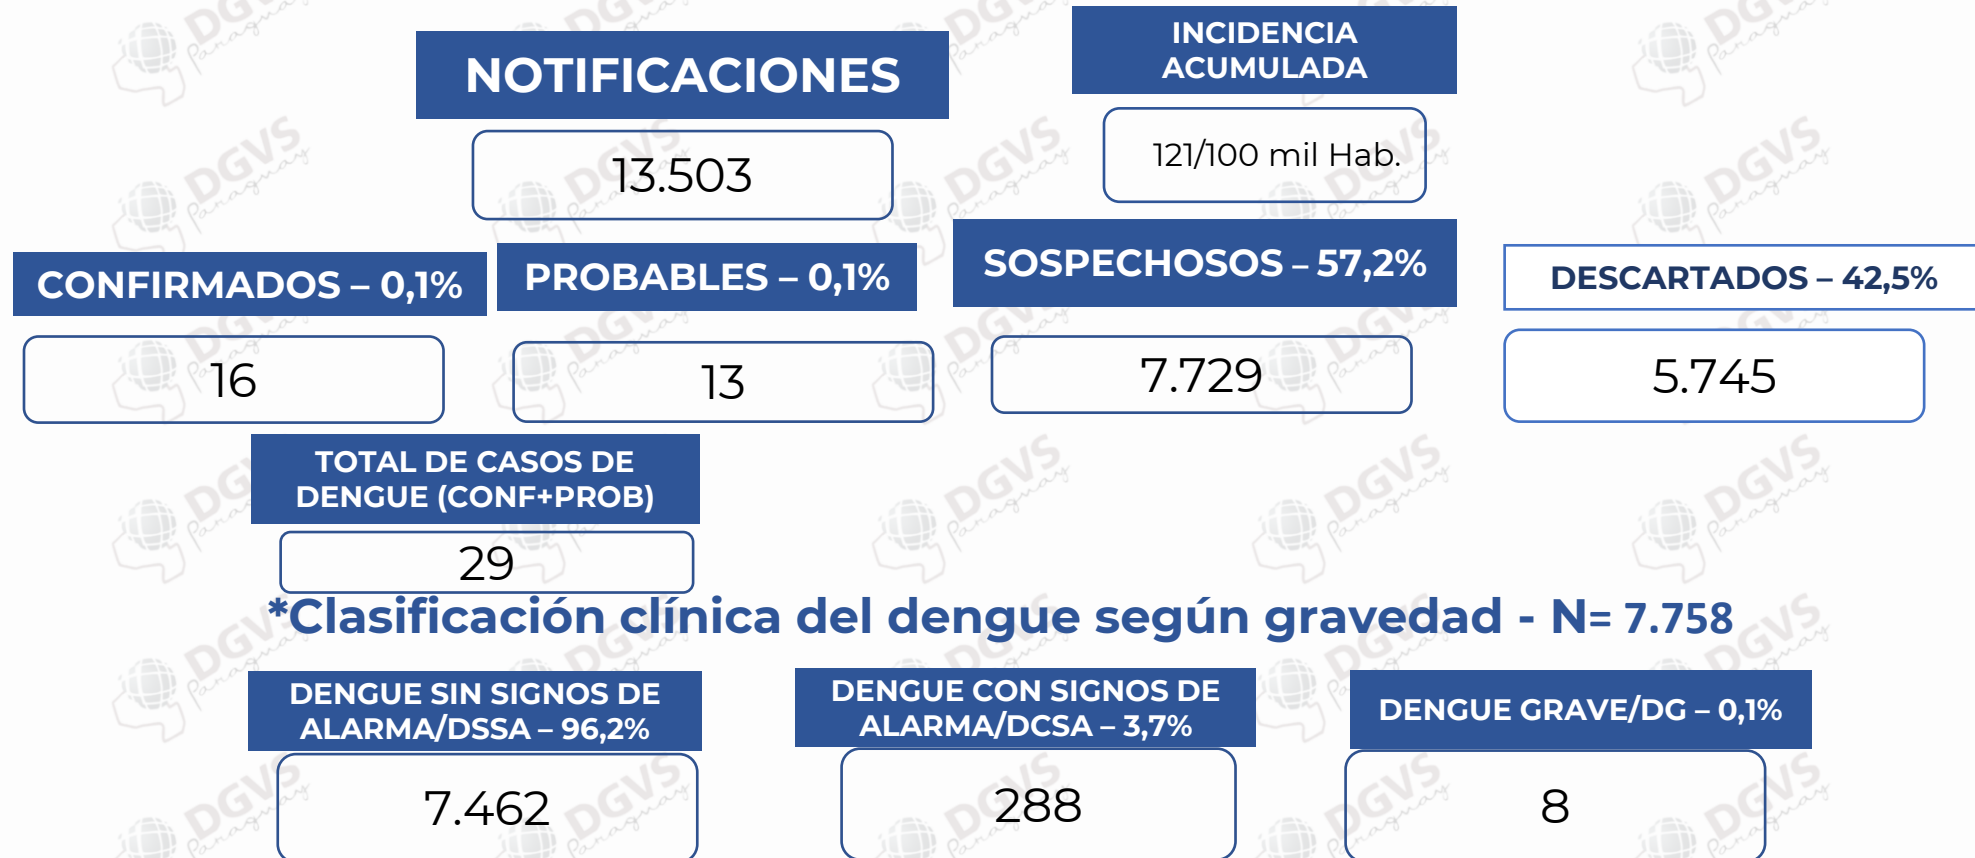 NOTIFICACIONES
13.503
INCIDENCIA
ACUMULADA
121/100 mil Hab.
CONFIRMADOS – 0,1%
16
PROBABLES – 0,1%
13
SOSPECHOSOS – 57,2%
7.729
DESCARTADOS – 42,5%
5.745
TOTAL DE CASOS DE
DENGUE (CONF+PROB)
29
*Clasificación clínica del dengue según gravedad - N= 7.758
DENGUE SIN SIGNOS DE
ALARMA/DSSA – 96,2%
7.462
DENGUE CON SIGNOS DE
ALARMA/DCSA – 3,7%
288
DENGUE GRAVE/DG – 0,1%
8
DGVS
Paraguay